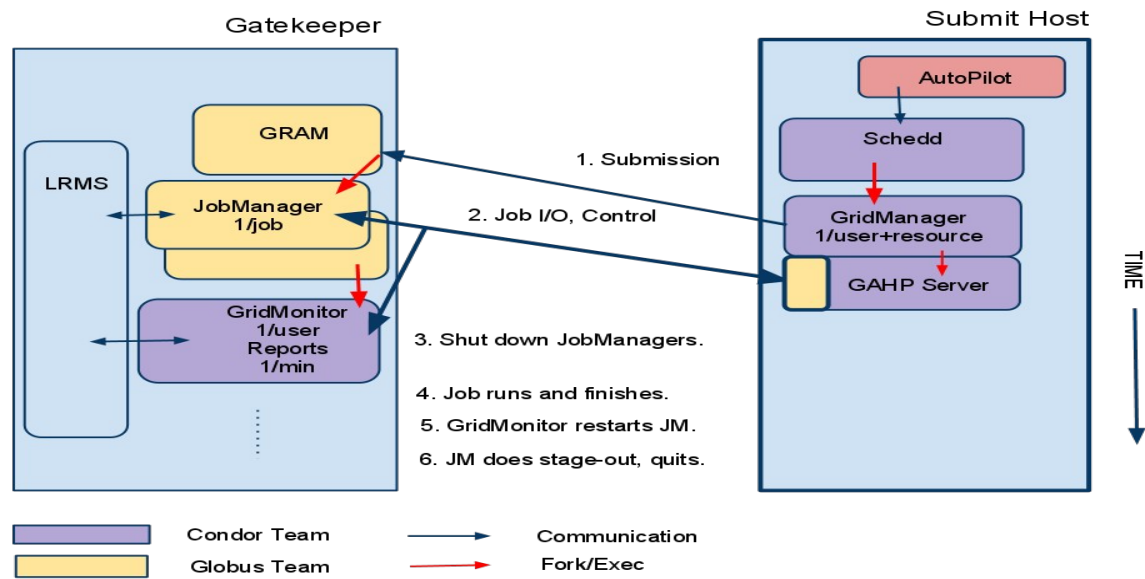 Gatekeeper
Submit Host
AutoPilot
GRAM
Schedd
1. Submission
LRMS
JobManager
1/job
2. Job I/O, Control
GridManager
1/user+resource
GAHP Server
TIME
GridMonitor
1/user
Reports
1/min
3. Shut down JobManagers.
4. Job runs and finishes.
5. GridMonitor restarts JM.
6. JM does stage-out, quits.
Condor Team
Communication
Globus Team
Fork/Exec